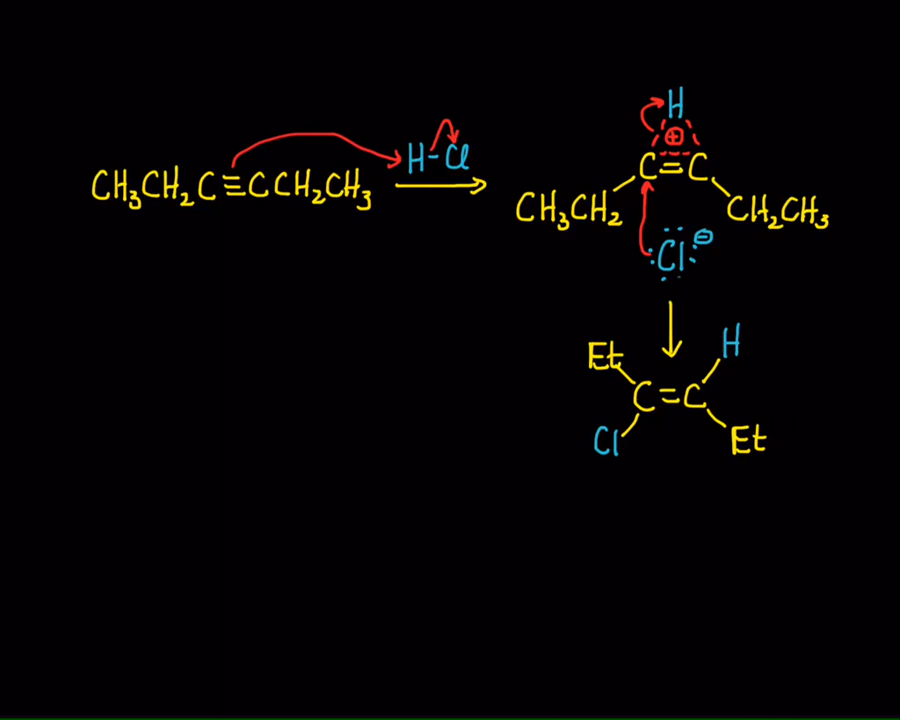 H
⊕
CH₃CH₂C≡CCH₂CH₃ H-Cl C=C
CH₃CH₂ CH₂CH₃
:Cl: ⊖
Et H
C=C
Cl Et